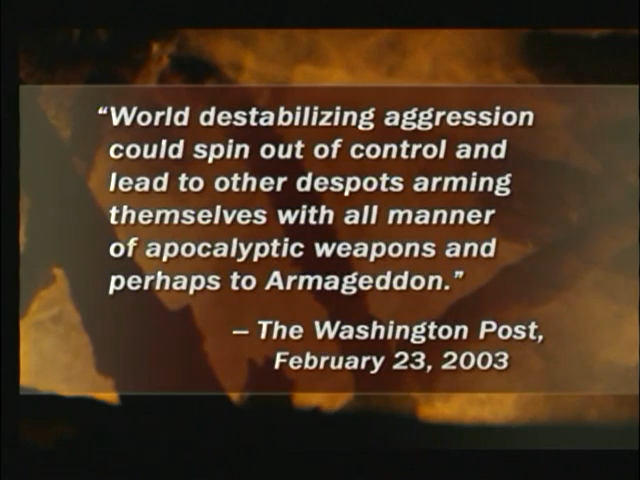 “World destabilizing aggression
could spin out of control and
lead to other despots arming
themselves with all manner
of apocalyptic weapons and
perhaps to Armageddon.”
– The Washington Post,
February 23, 2003